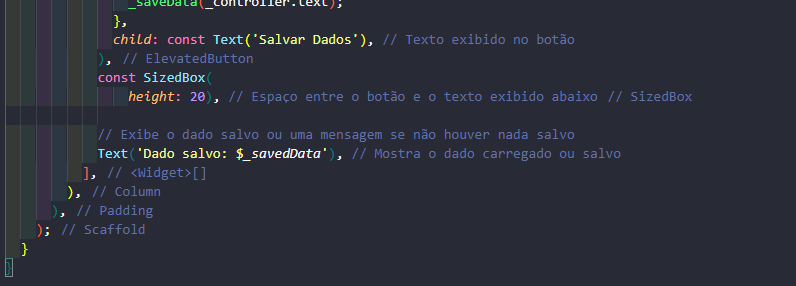 _saveData(_controller.text);
},
child: const Text('Salvar Dados'), // Texto exibido no botão
), // ElevatedButton
const SizedBox(
height: 20), // Espaço entre o botão e o texto exibido abaixo // SizedBox
// Exibe o dado salvo ou uma mensagem se não houver nada salvo
Text('Dado salvo: $_savedData'), // Mostra o dado carregado ou salvo
], // <Widget>[]
), // Column
), // Padding
); // Scaffold
}
}